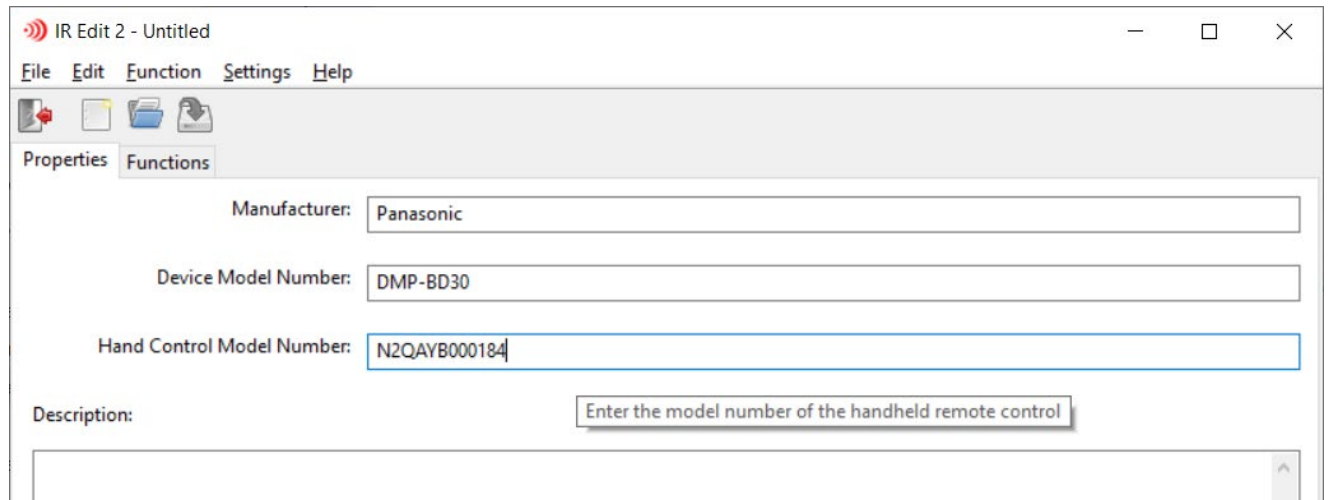 IR Edit 2 - Untitled
File Edit Function Settings Help
Properties Functions
Manufacturer: Panasonic
Device Model Number: DMP-BD30
Hand Control Model Number: N2QAYB000184
Enter the model number of the handheld remote control
Description: